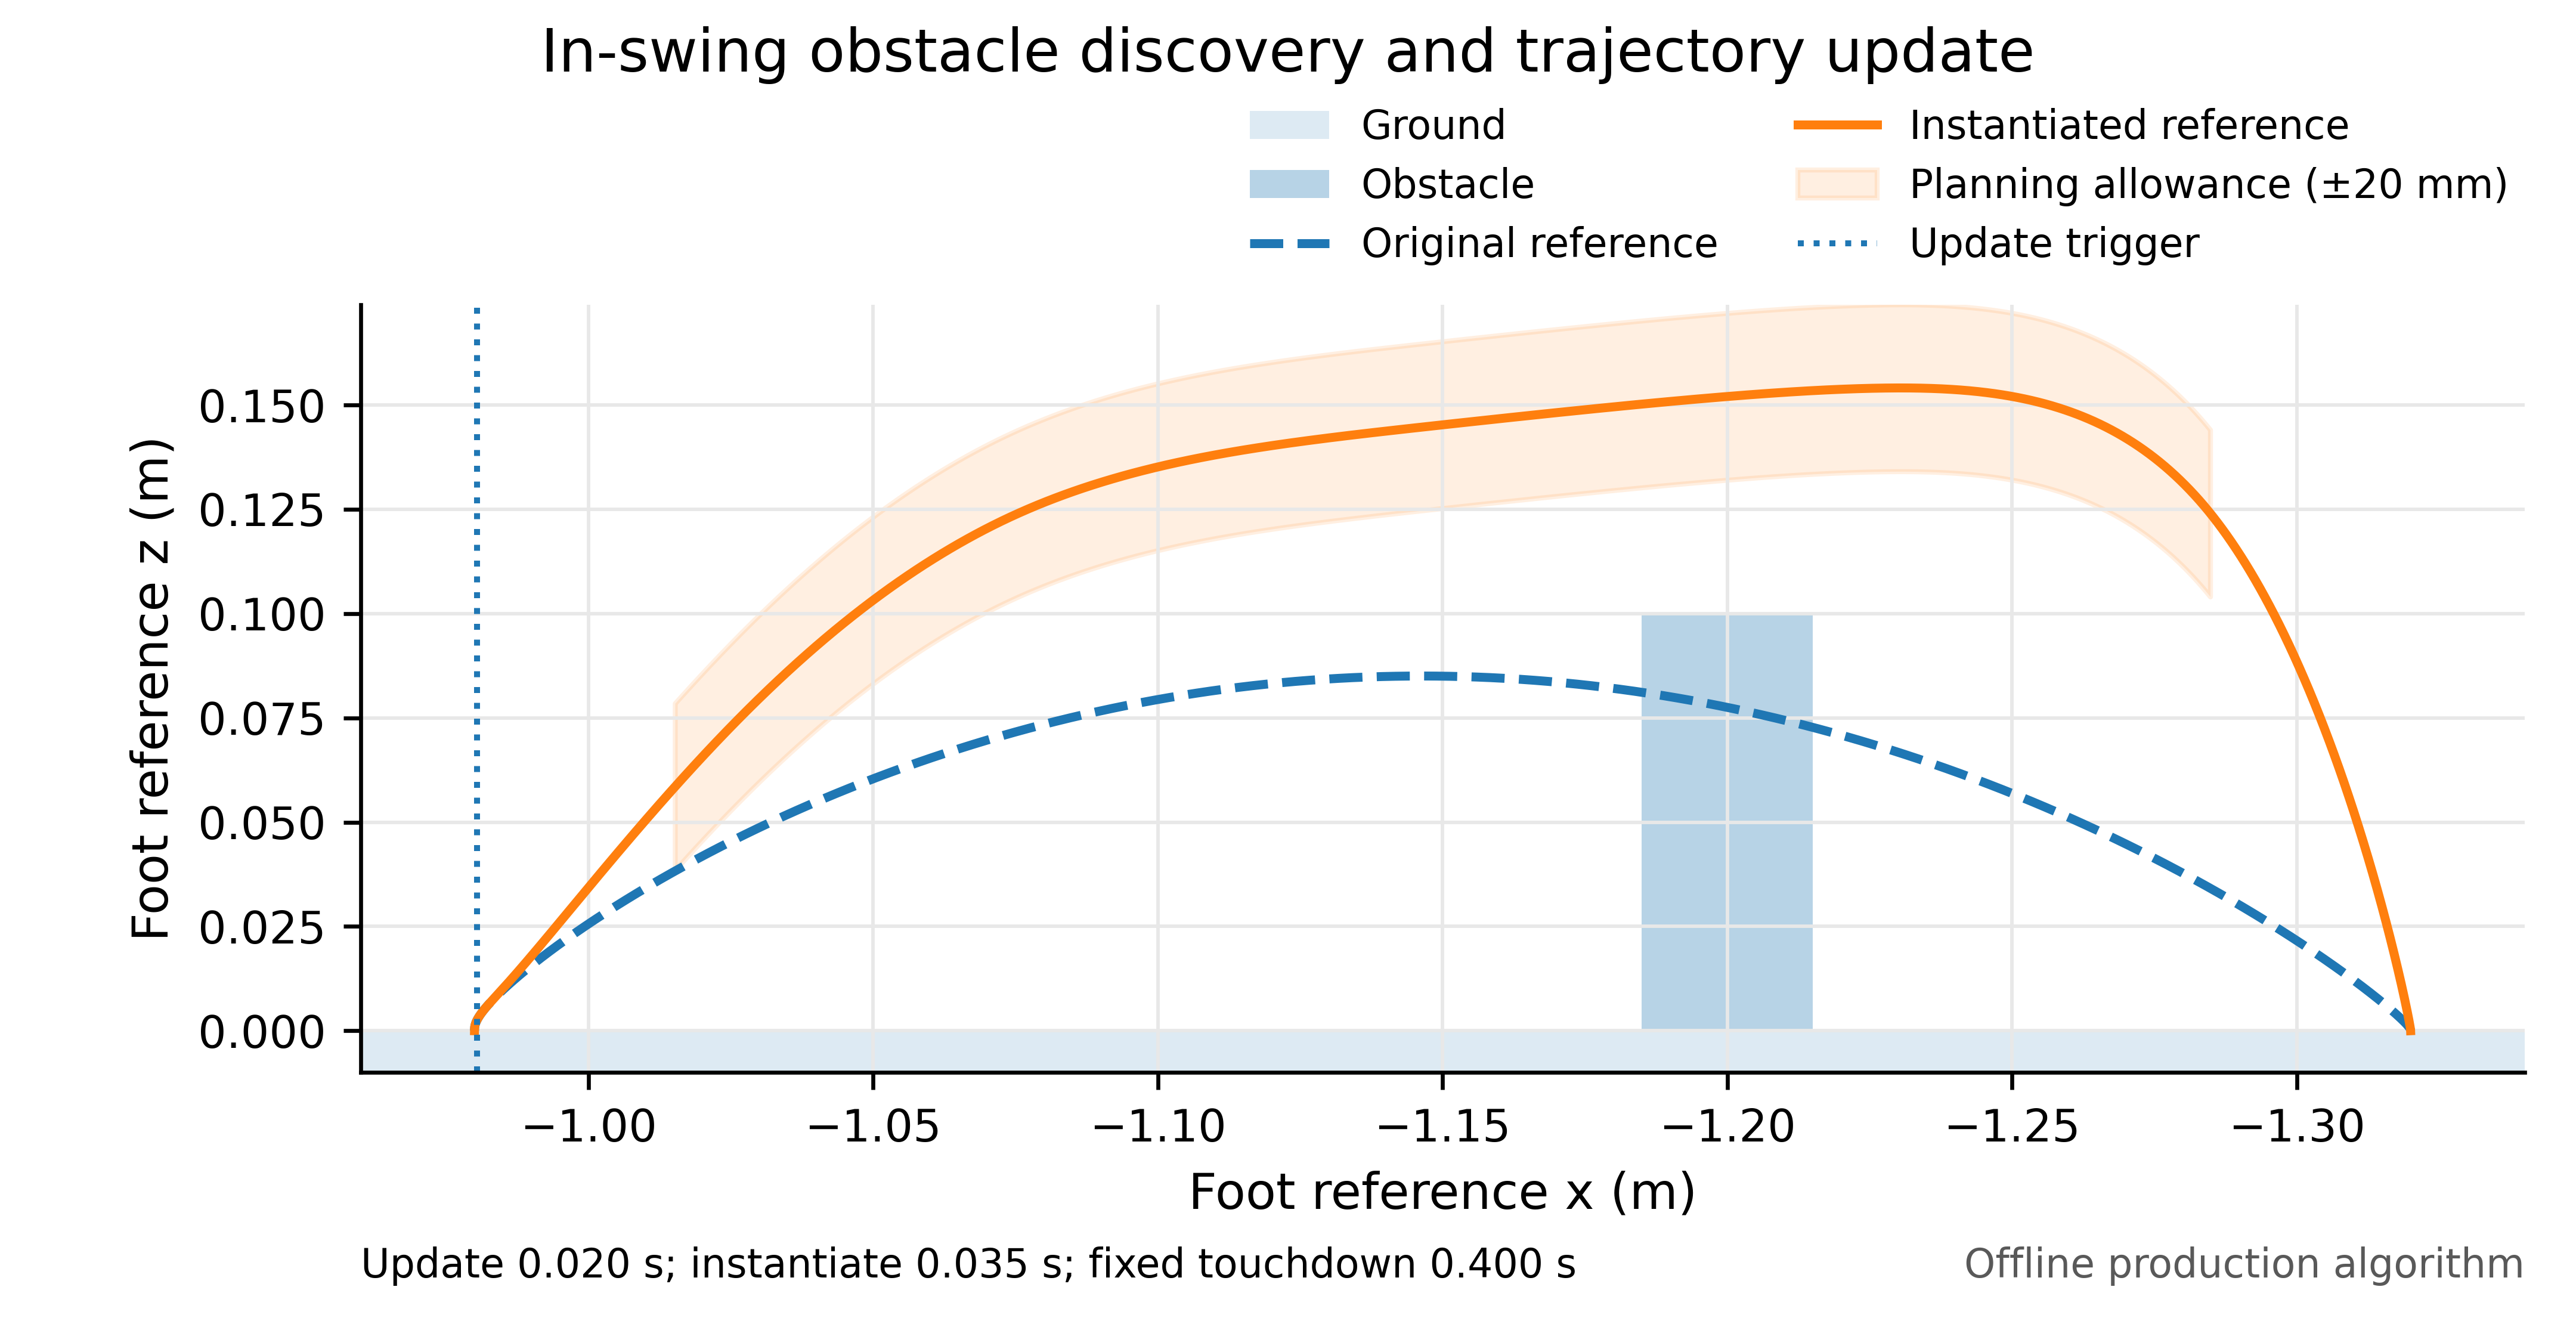 In-swing obstacle discovery and trajectory update
Ground
Obstacle
Original reference
Instantiated reference
Planning allowance (±20 mm)
Update trigger
Foot reference z (m)
0.150
0.125
0.100
0.075
0.050
0.025
0.000
−1.00 −1.05 −1.10 −1.15 −1.20 −1.25 −1.30
Foot reference x (m)
Update 0.020 s; instantiate 0.035 s; fixed touchdown 0.400 s
Offline production algorithm